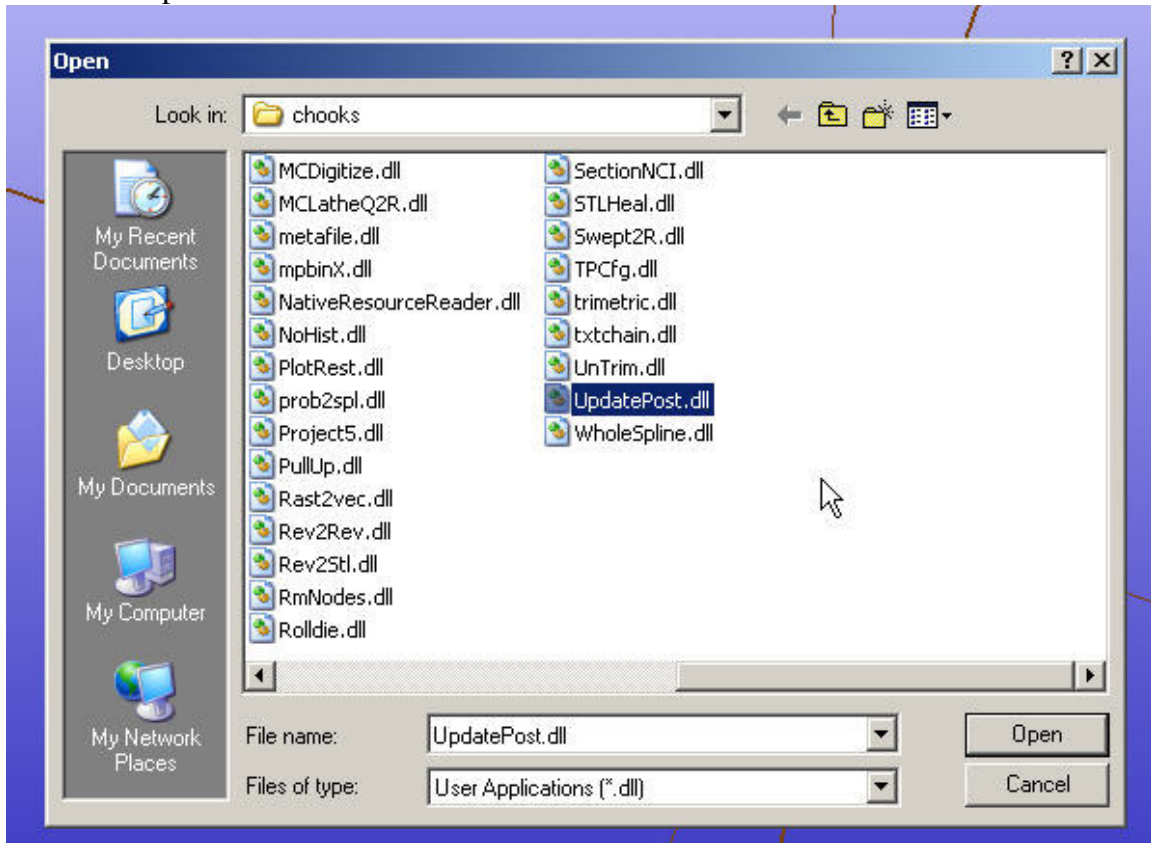 Open
Look in: chooks
My Recent
Documents
Desktop
My Documents
My Computer
My Network
Places
MCDigitize.dll
MCLatheQ2R.dll
metafile.dll
mpbinX.dll
NativeResourceReader.dll
NoHist.dll
PlotRest.dll
prob2spl.dll
Project5.dll
PullUp.dll
Rast2vec.dll
Rev2Rev.dll
Rev2Stl.dll
RmNodes.dll
Rolldie.dll
SectionNCI.dll
STLHeal.dll
Swept2R.dll
TPCfg.dll
trimetric.dll
txtchain.dll
UnTrim.dll
UpdatePost.dll
WholeSpline.dll
File name: UpdatePost.dll Open
Files of type: User Applications (*.dll) Cancel